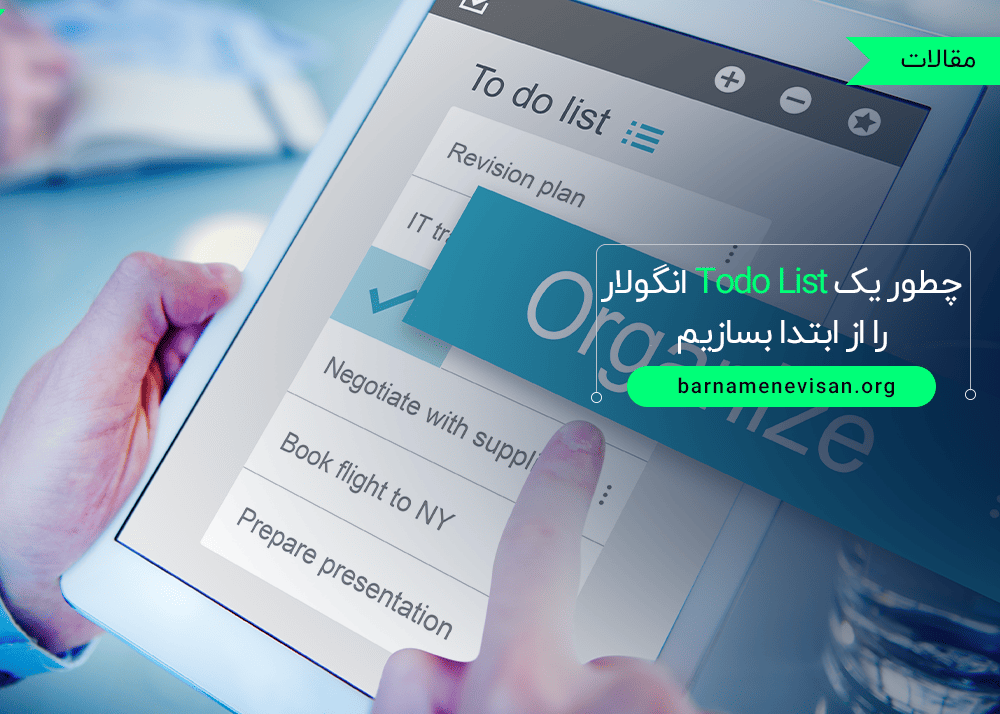 مقالات
To do list
Revision plan
Organize
Negotiate with
Book flight to NY
Prepare presentation
چطور یک Todo List انگولار
را از ابتدا بسازیم
barnamenevisan.org